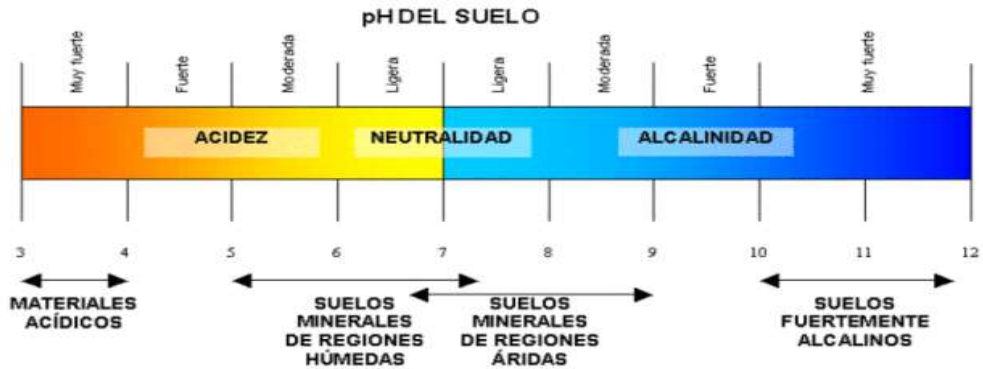 pH DEL SUELO
Muy fuerte
Fuerte
Moderada
Ligera
Ligera
Moderada
Fuerte
Muy fuerte
ACIDEZ
NEUTRALIDAD
ALCALINIDAD
3 4 5 6 7 8 9 10 11 12
MATERIALES
ACÍDICOS
SUELOS
MINERALES
DE REGIONES
HÚMEDAS
SUELOS
MINERALES
DE REGIONES
ÁRIDAS
SUELOS
FUERTEMENTE
ALCALINOS